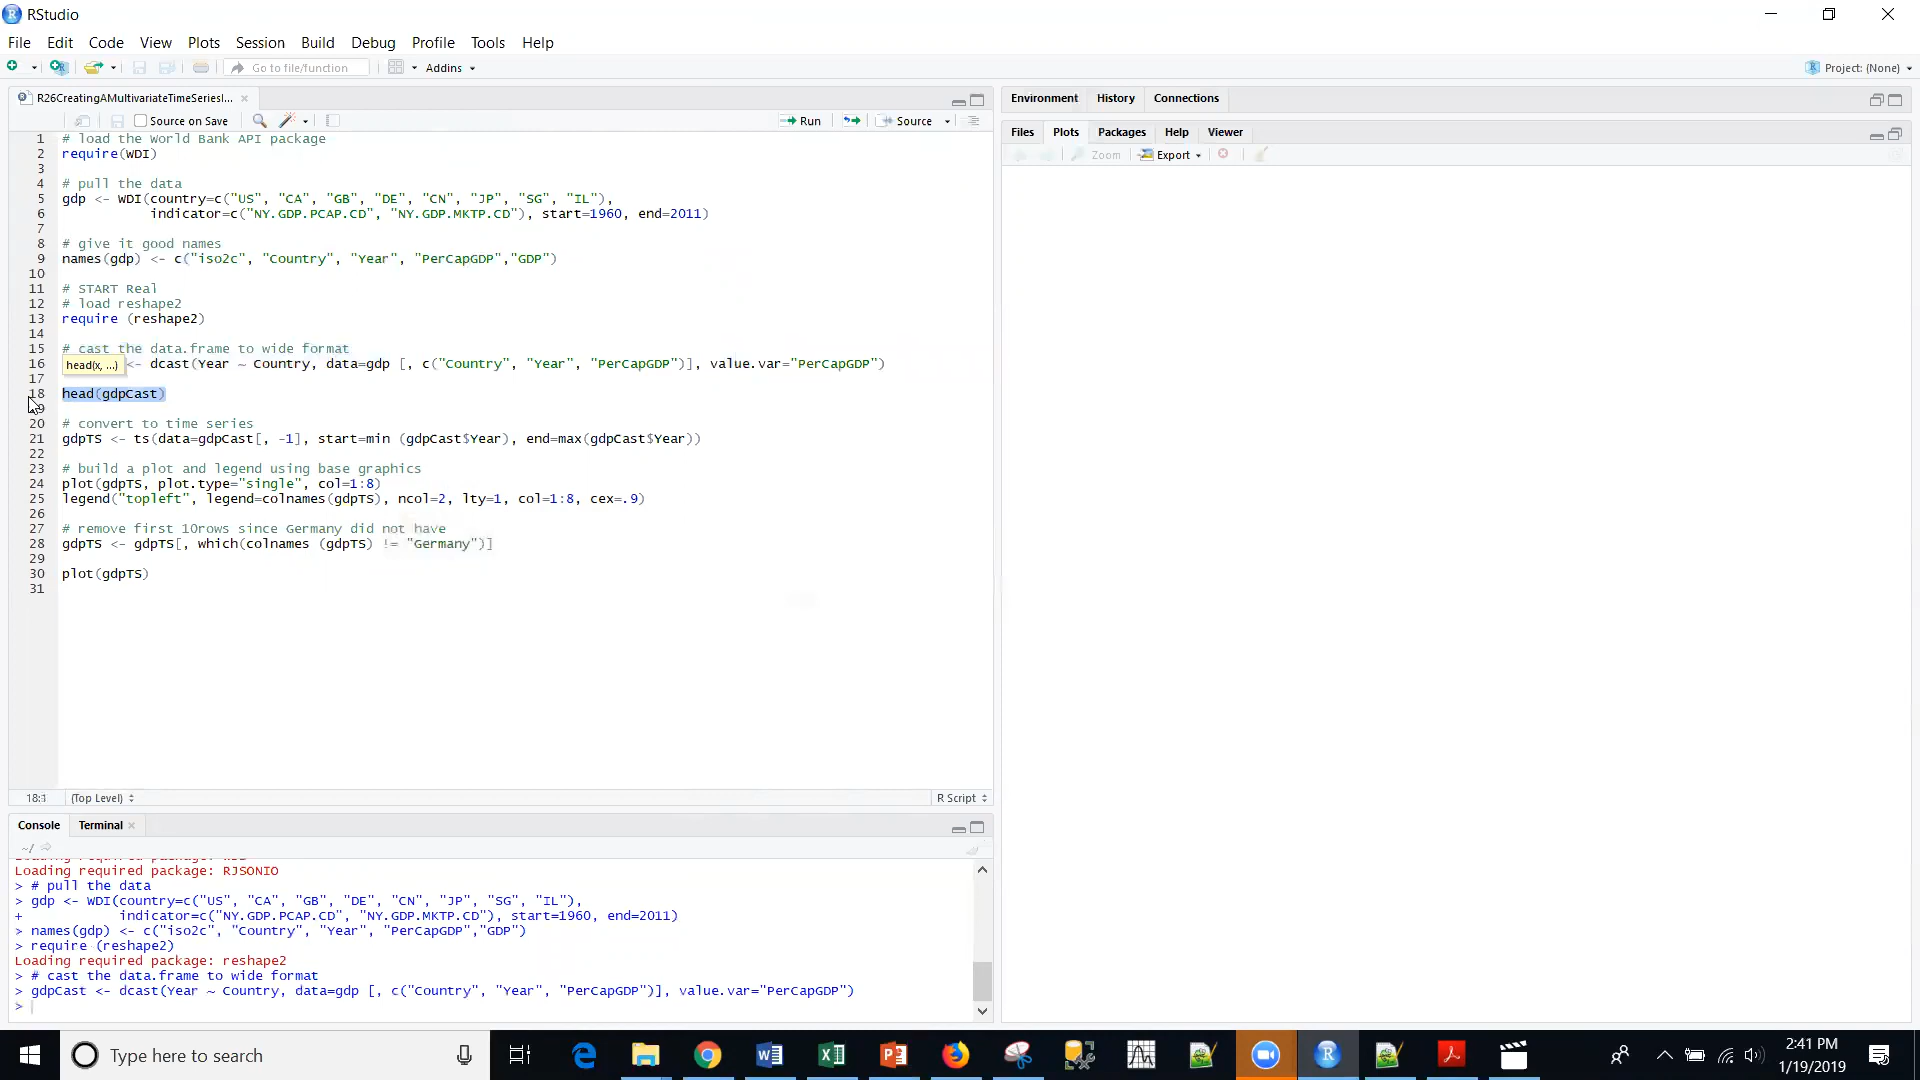 RStudio
File Edit Code View Plots Session Build Debug Profile Tools Help
Go to file/function Addins Project: (None)
R26CreatingAMultivariateTimeSeriesI...
Source on Save Run Source
1 # load the World Bank API package
2 require(WDI)
3
4 # pull the data
5 gdp <- WDI(country=c("US", "CA", "GB", "DE", "CN", "JP", "SG", "IL"),
6 indicator=c("NY.GDP.PCAP.CD", "NY.GDP.MKTP.CD"), start=1960, end=2011)
7
8 # give it good names
9 names(gdp) <- c("iso2c", "Country", "Year", "PerCapGDP","GDP")
10
11 # START Real
12 # load reshape2
13 require (reshape2)
14
15 # cast the data.frame to wide format
16 <- dcast(Year ~ Country, data=gdp [, c("Country", "Year", "PerCapGDP")], value.var="PerCapGDP")
head(x, ...)
17
18 head(gdpCast)
20 # convert to time series
21 gdpTS <- ts(data=gdpCast[, -1], start=min (gdpCast$Year), end=max(gdpCast$Year))
22
23 # build a plot and legend using base graphics
24 plot(gdpTS, plot.type="single", col=1:8)
25 legend("topleft", legend=colnames(gdpTS), ncol=2, lty=1, col=1:8, cex=.9)
26
27 # remove first 10rows since Germany did not have
28 gdpTS <- gdpTS[, which(colnames (gdpTS) != "Germany")]
29
30 plot(gdpTS)
31
18:1 (Top Level) R Script
Console Terminal
~/
Loading required package:
Loading required package: RJSONIO
> # pull the data
> gdp <- WDI(country=c("US", "CA", "GB", "DE", "CN", "JP", "SG", "IL"),
+ indicator=c("NY.GDP.PCAP.CD", "NY.GDP.MKTP.CD"), start=1960, end=2011)
> names(gdp) <- c("iso2c", "Country", "Year", "PerCapGDP","GDP")
> require (reshape2)
Loading required package: reshape2
> # cast the data.frame to wide format
> gdpCast <- dcast(Year ~ Country, data=gdp [, c("Country", "Year", "PerCapGDP")], value.var="PerCapGDP")
>
Environment History Connections
Files Plots Packages Help Viewer
Zoom Export
Type here to search
2:41 PM
1/19/2019